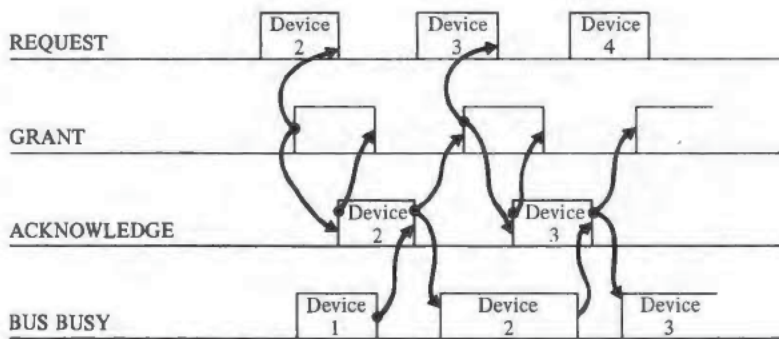 Device Device Device
REQUEST 2 3 4
GRANT
Device Device
ACKNOWLEDGE 2 3
Device Device Device
BUS BUSY 1 2 3